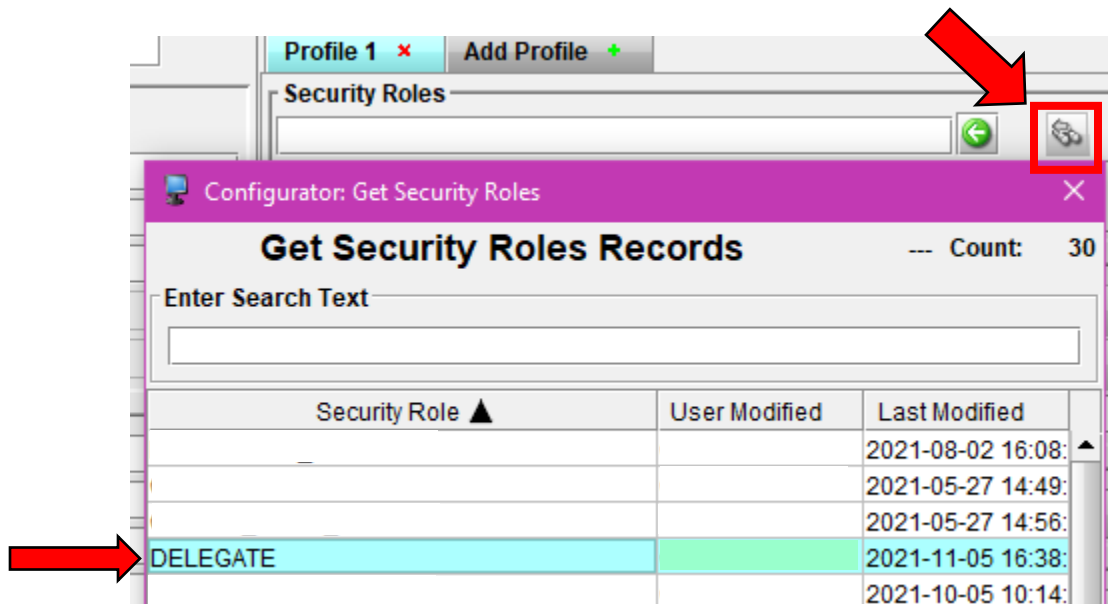 Profile 1 Add Profile
Security Roles
Configurator: Get Security Roles
Get Security Roles Records --- Count: 30
Enter Search Text
Security Role User Modified Last Modified
2021-08-02 16:08:
2021-05-27 14:49:
2021-05-27 14:56:
DELEGATE 2021-11-05 16:38:
2021-10-05 10:14: